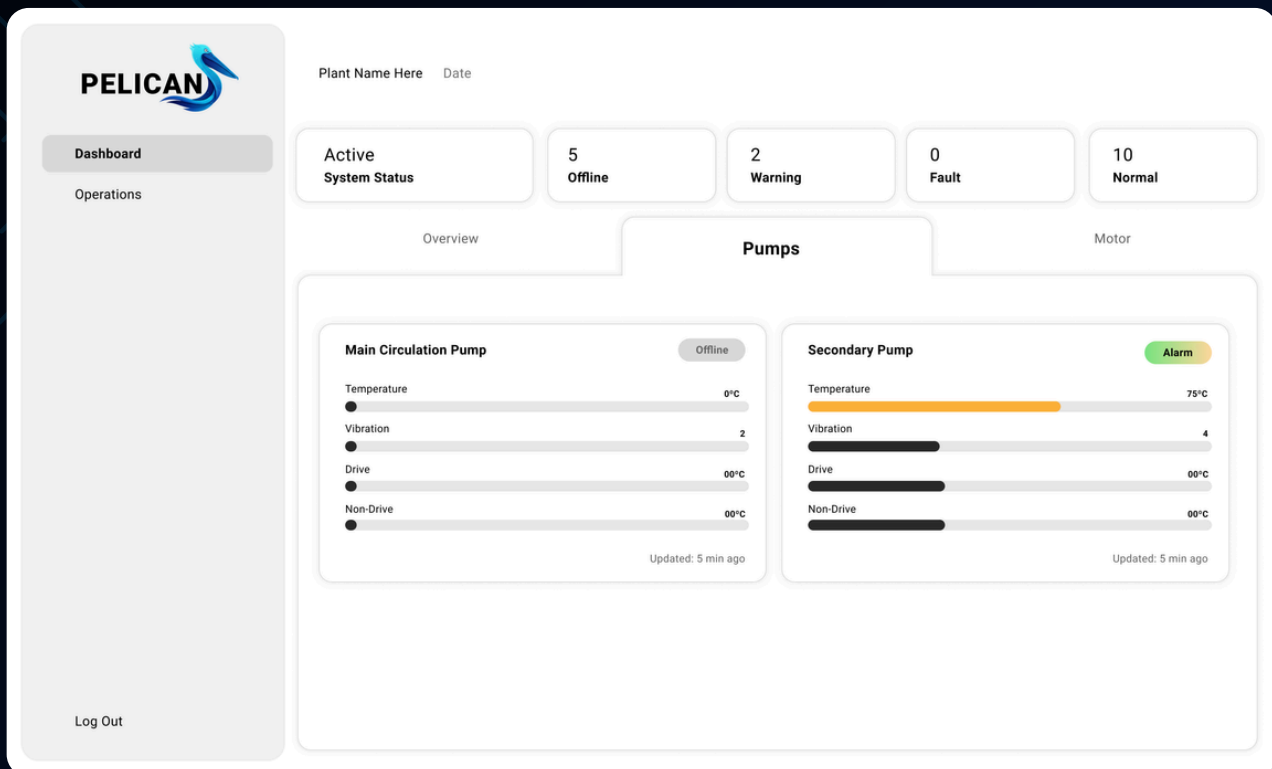 PELICAN
Dashboard
Operations
Log Out
Plant Name Here Date
Active
System Status
5
Offline
2
Warning
0
Fault
10
Normal
Overview
Pumps
Motor
Main Circulation Pump
Offline
Temperature
0°C
Vibration
2
Drive
00°C
Non-Drive
00°C
Updated: 5 min ago
Secondary Pump
Alarm
Temperature
75°C
Vibration
4
Drive
00°C
Non-Drive
00°C
Updated: 5 min ago